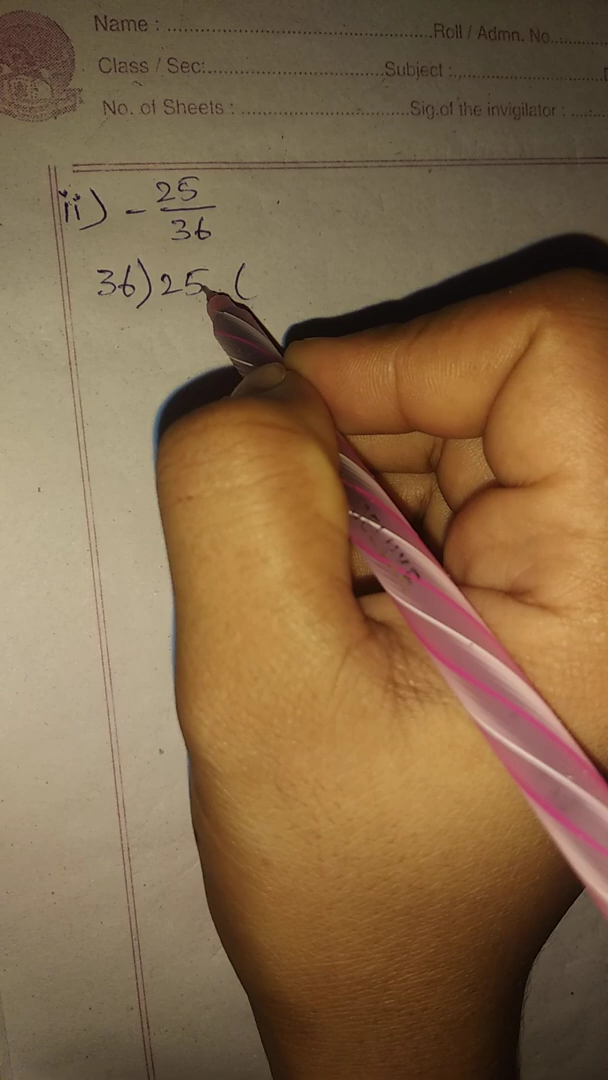 Name : ..................................................Roll / Admn. No..........
Class / Sec:.................................Subject :................................
No. of Sheets : ..............................Sig.of the invigilator : .......
ii) - 25/36
36)25 (